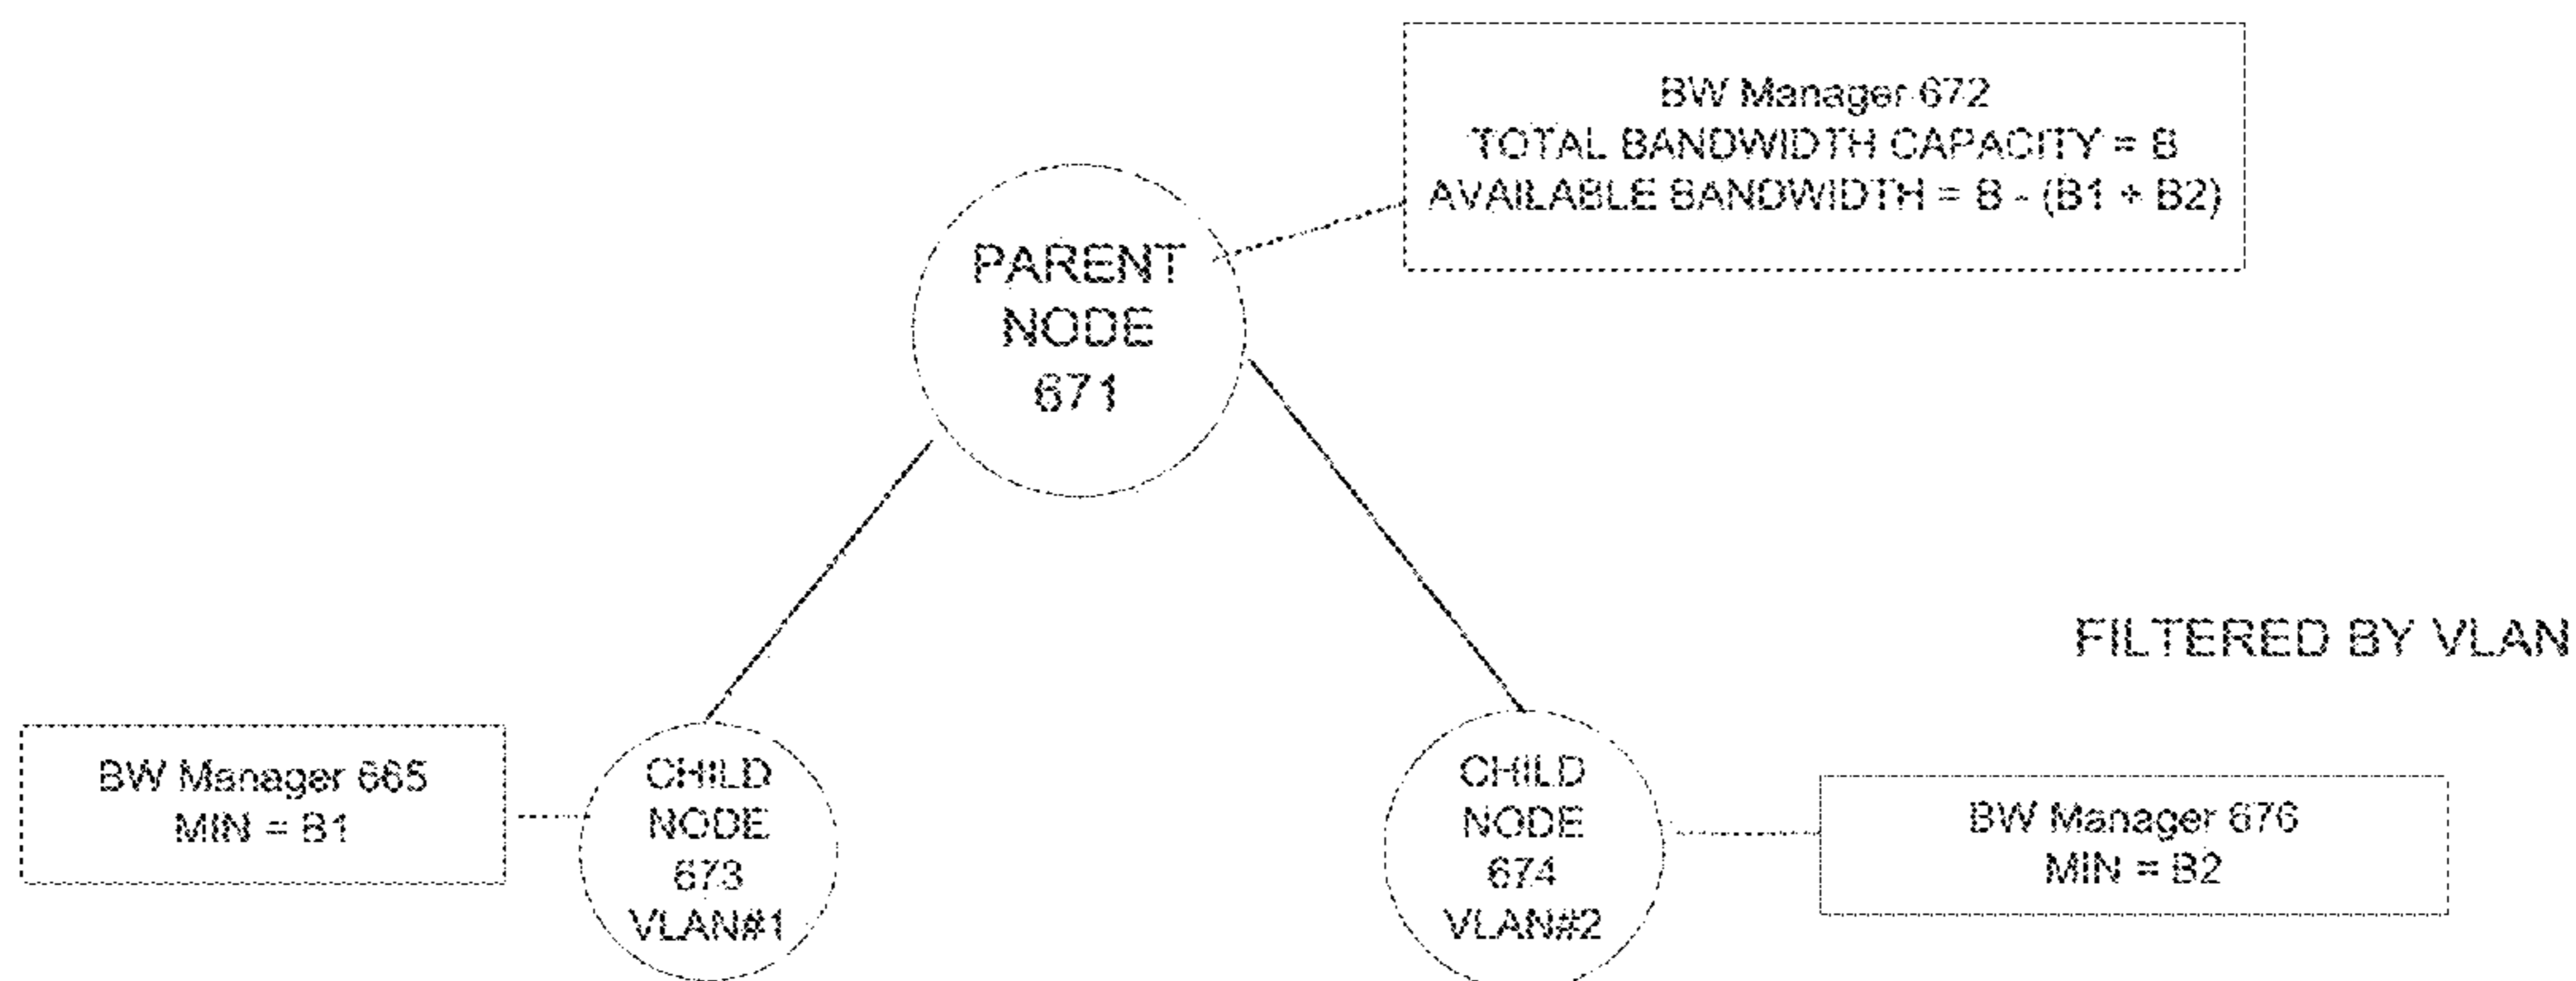 BW Manager 672
TOTAL BANDWIDTH CAPACITY = B
AVAILABLE BANDWIDTH = B - (B1 + B2)
PARENT
NODE
671
FILTERED BY VLAN
BW Manager 665
MIN = B1
CHILD
NODE
673
VLAN#1
CHILD
NODE
674
VLAN#2
BW Manager 676
MIN = B2